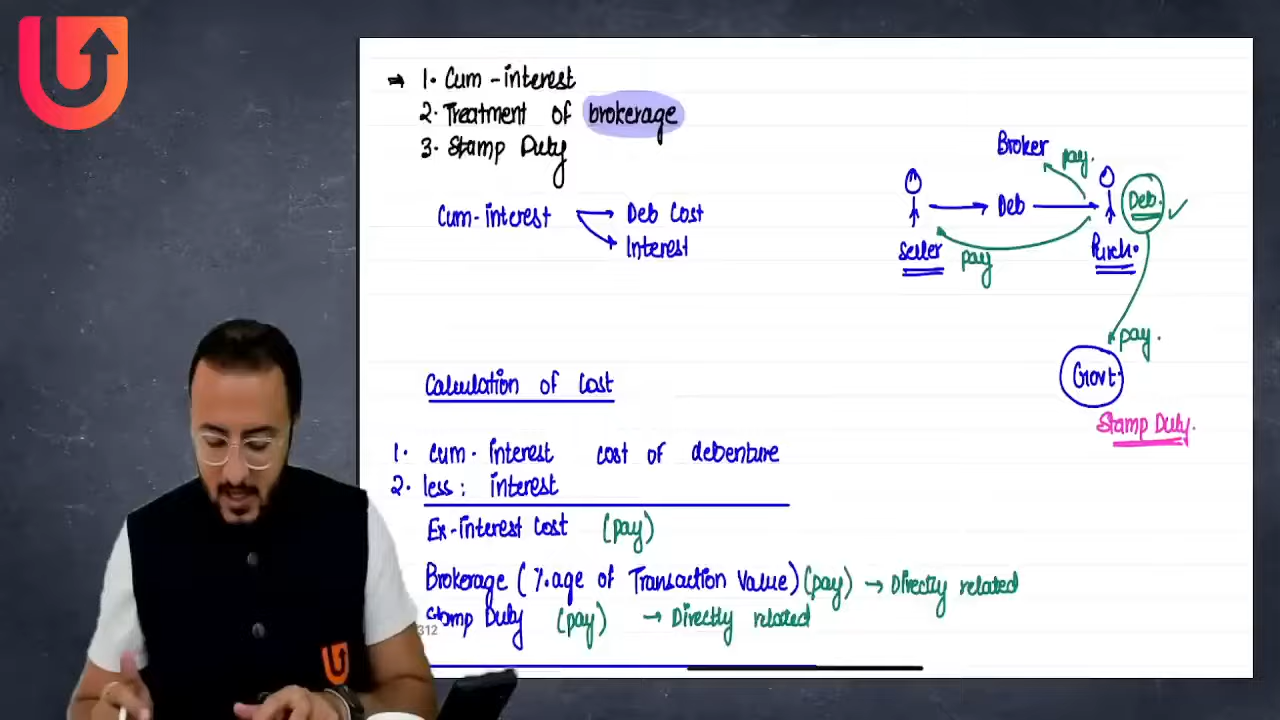 → 1. Cum-interest
2. Treatment of brokerage
3. Stamp Duty
Cum-interest → Deb Cost
→ Interest
Broker pay.
Deb Deb.
Seller pay Purch.
pay.
Govt.
Stamp Duty.
Calculation of Cost
1. Cum-interest cost of debenture
2. less: interest
Ex-interest Cost (pay)
Brokerage (%age of Transaction Value) (pay) → Directly related
Stamp Duty (pay) → Directly related
312